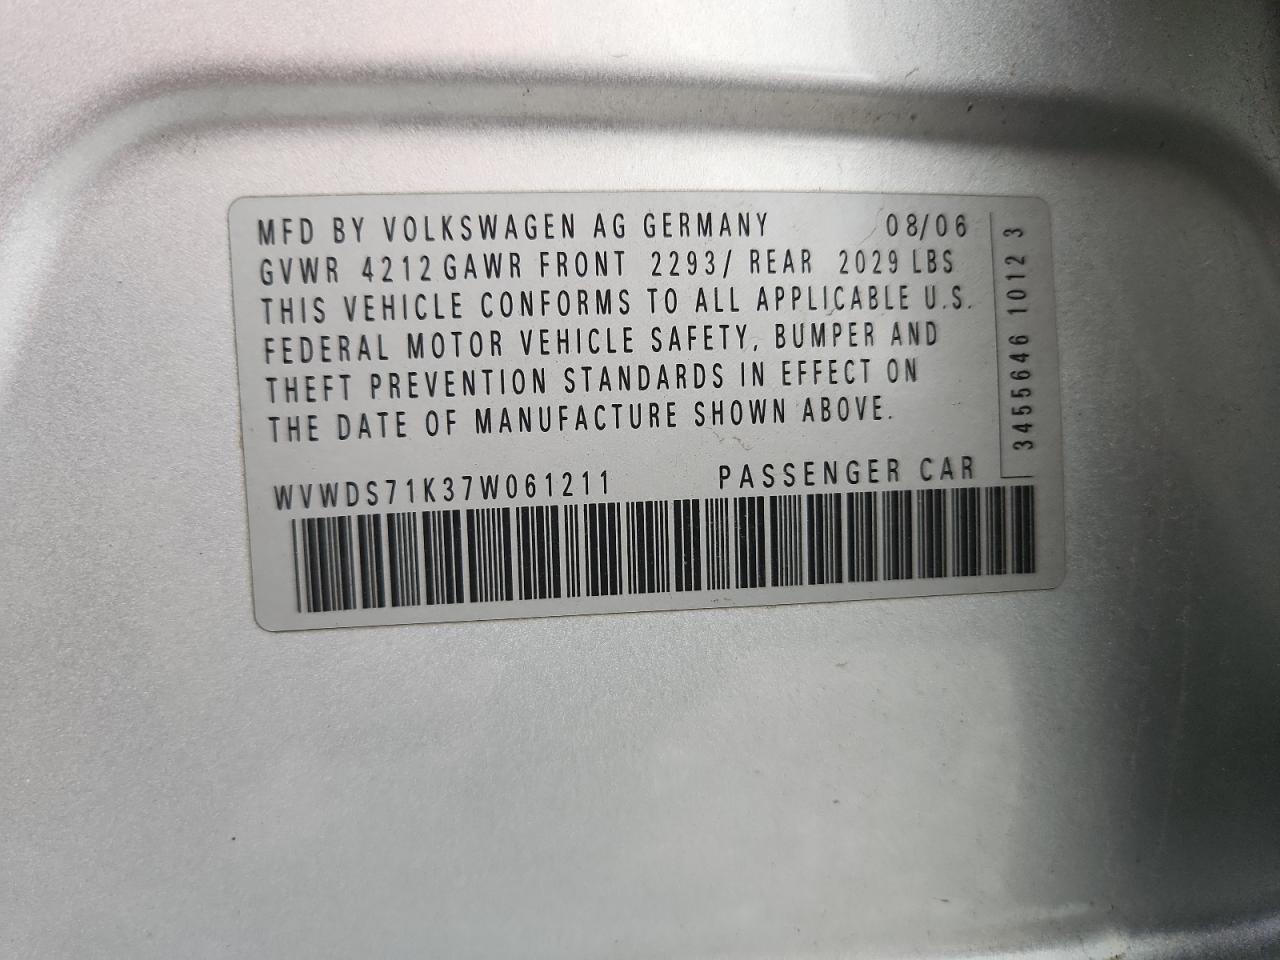 MFD BY VOLKSWAGEN AG GERMANY 08/06
GVWR 4212 GAWR FRONT 2293/ REAR 2029 LBS
THIS VEHICLE CONFORMS TO ALL APPLICABLE U.S.
FEDERAL MOTOR VEHICLE SAFETY, BUMPER AND
THEFT PREVENTION STANDARDS IN EFFECT ON
THE DATE OF MANUFACTURE SHOWN ABOVE.
WVWDS71K37W061211 PASSENGER CAR
3455646 1012 3